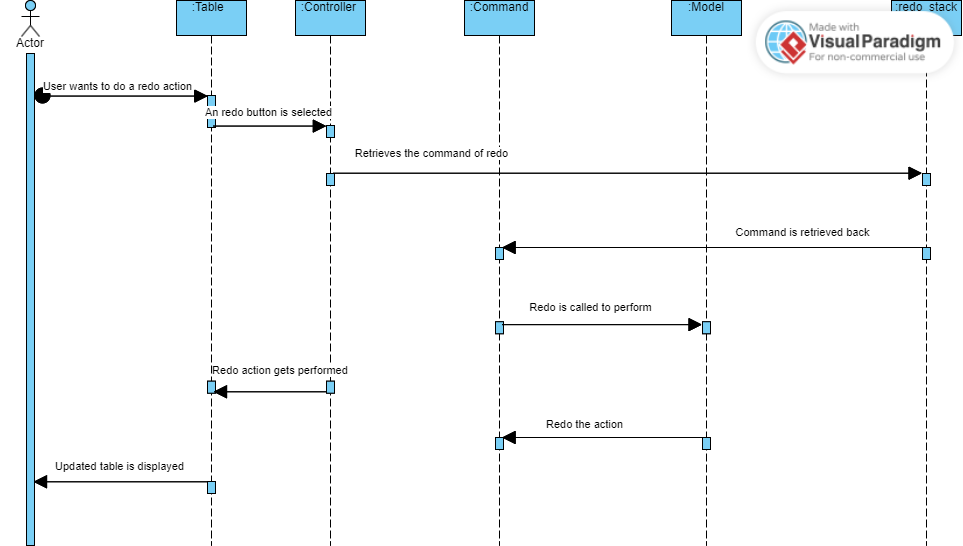 :Table
:Controller
:Command
:Model
:redo_stack
Actor
Made with
VisualParadigm
For non-commercial use
User wants to do a redo action
An redo button is selected
Retrieves the command of redo
Command is retrieved back
Redo is called to perform
Redo action gets performed
Redo the action
Updated table is displayed